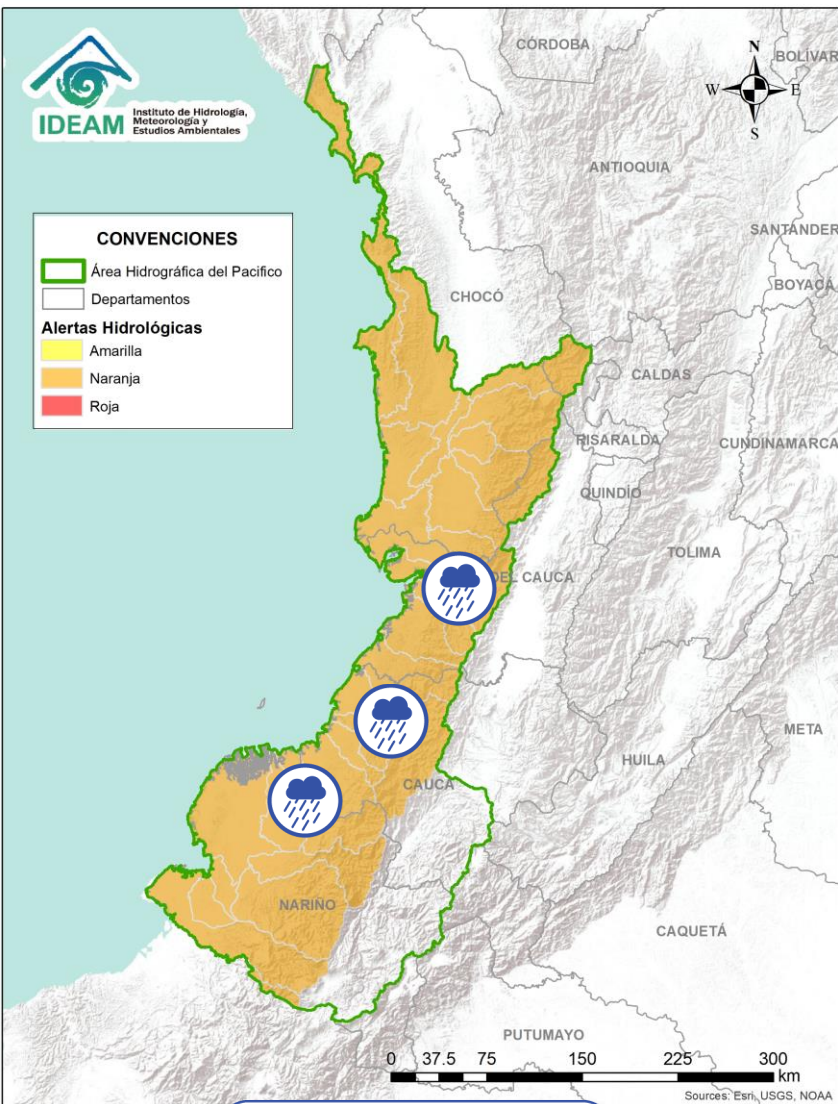 IDEAM
Instituto de Hidrología,
Meteorología y
Estudios Ambientales
CÓRDOBA
BOLÍVAR
N
W
E
S
ANTIOQUIA
SANTANDER
BOYACÁ
CONVENCIONES
Área Hidrográfica del Pacifico
Departamentos
Alertas Hidrológicas
Amarilla
Naranja
Roja
CHOCÓ
CALDAS
RISARALDA
CUNDINAMARCA
QUINDÍO
TOLIMA
DEL CAUCA
META
HUILA
CAUCA
NARIÑO
CAQUETÁ
PUTUMAYO
0 37.5 75 150 225 300
km
Sources: Esri, USGS, NOAA